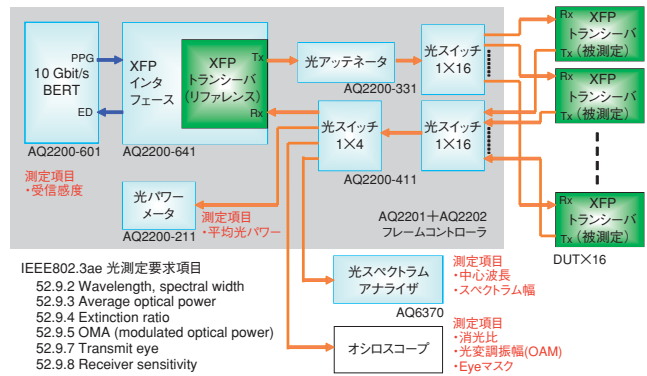 10 Gbit/s
BERT
PPG
ED
AQ2200-601
XFP
インタ
フェース
AQ2200-641
XFP
トランシーバ
(リファレンス)
Tx
Rx
光アッテネータ
AQ2200-331
光スイッチ
1×16
光スイッチ
1×4
AQ2200-411
光スイッチ
1×16
Rx
XFP
トランシーバ
Tx(被測定)
Rx
XFP
トランシーバ
Tx(被測定)
Rx
XFP
トランシーバ
Tx(被測定)
DUT×16
測定項目
・受信感度
光パワー
メータ
AQ2200-211
測定項目
・平均光パワー
AQ2201+AQ2202
フレームコントローラ
IEEE802.3ae 光測定要求項目
52.9.2 Wavelength, spectral width
52.9.3 Average optical power
52.9.4 Extinction ratio
52.9.5 OMA (modulated optical power)
52.9.7 Transmit eye
52.9.8 Receiver sensitivity
光スペクトラム
アナライザ
AQ6370
測定項目
・中心波長
・スペクトラム幅
オシロスコープ
測定項目
・消光比
・光変調振幅(OAM)
・Eyeマスク